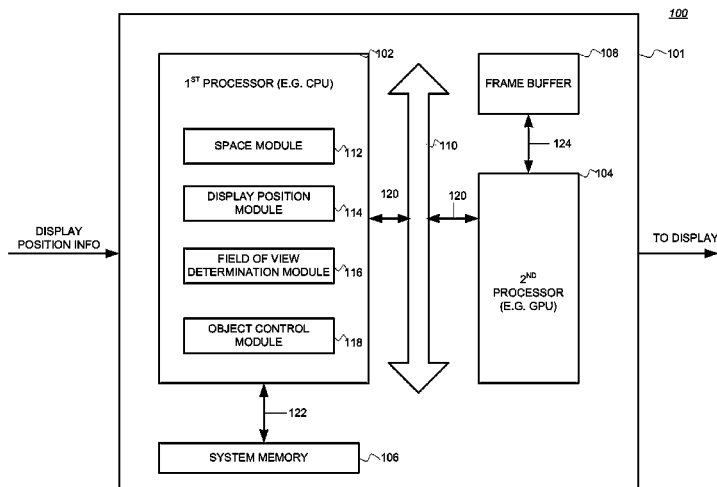 100
102
108
101
1ST PROCESSOR (E.G. CPU)
FRAME BUFFER
SPACE MODULE
112
110
124
104
DISPLAY POSITION
MODULE
114
120
120
DISPLAY
POSITION INFO
FIELD OF VIEW
DETERMINATION MODULE
116
TO DISPLAY
2ND
PROCESSOR
(E.G. GPU)
OBJECT CONTROL
MODULE
118
122
SYSTEM MEMORY
106